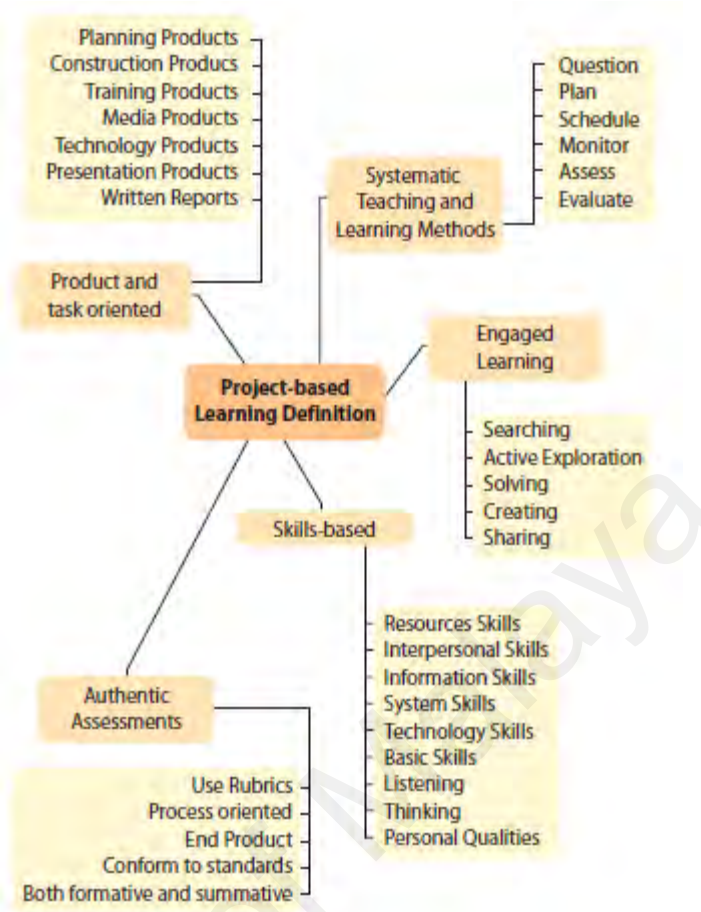 Planning Products
Construction Producs
Training Products
Media Products
Technology Products
Presentation Products
Written Reports
Product and
task oriented
Systematic
Teaching and
Learning Methods
Question
Plan
Schedule
Monitor
Assess
Evaluate
Engaged
Learning
Searching
Active Exploration
Solving
Creating
Sharing
Project-based
Learning Definition
Skills-based
Resources Skills
Interpersonal Skills
Information Skills
System Skills
Technology Skills
Basic Skills
Listening
Thinking
Personal Qualities
Authentic
Assessments
Use Rubrics
Process oriented
End Product
Conform to standards
Both formative and summative